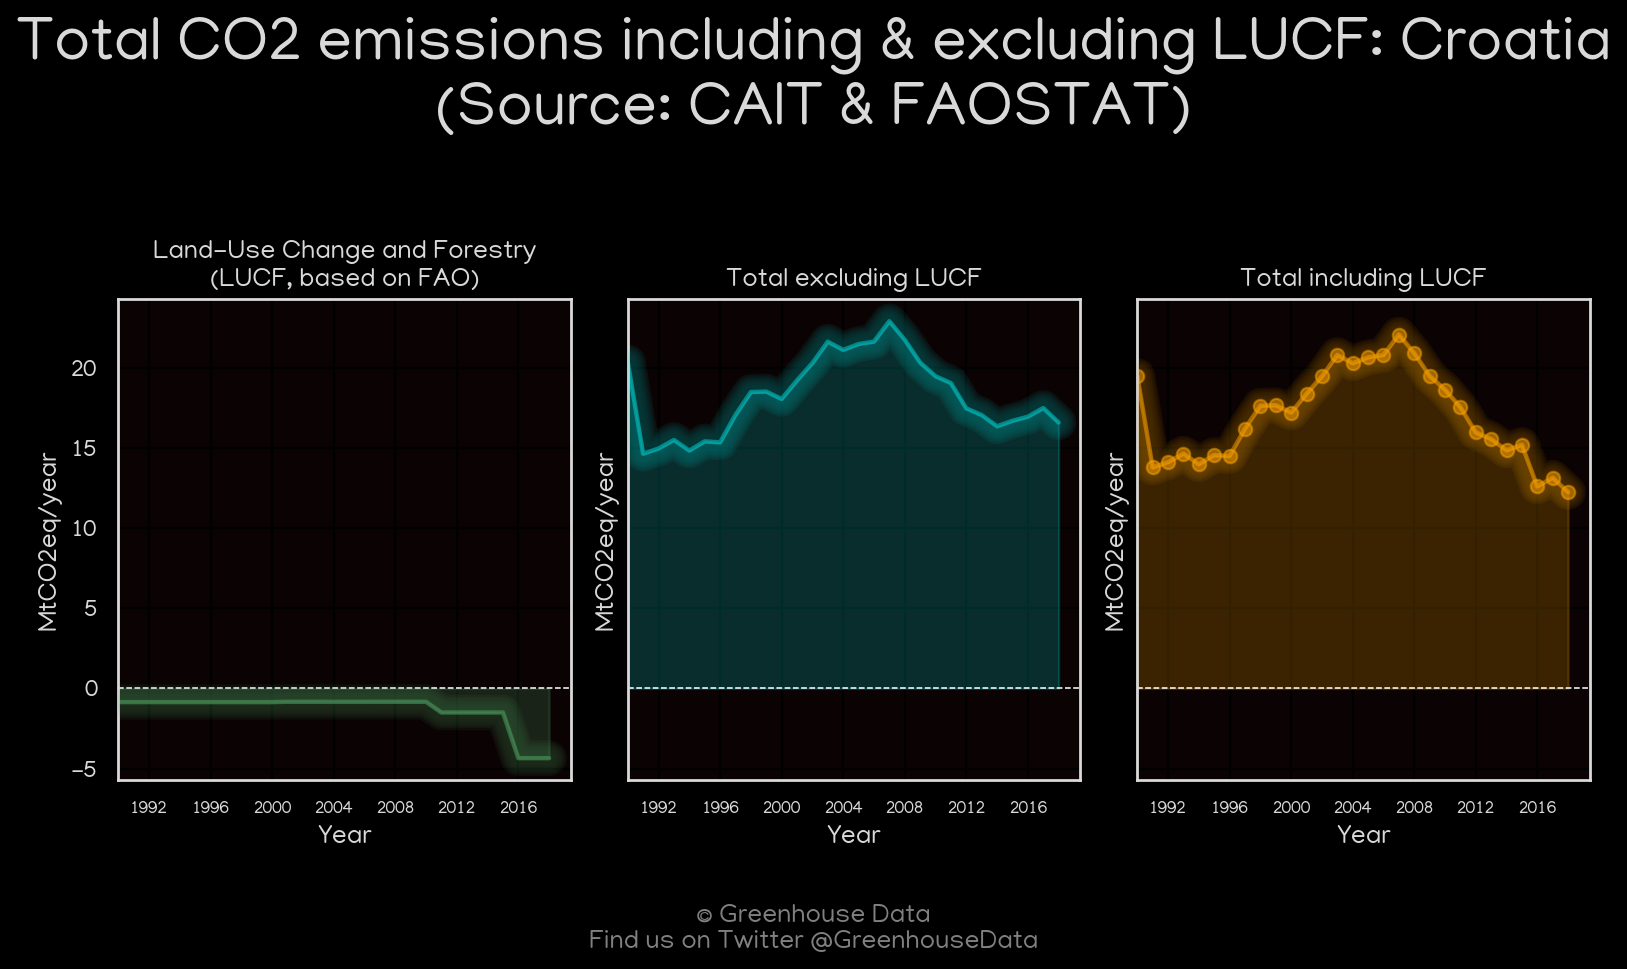 Total CO2 emissions including & excluding LUCF: Croatia
(Source: CAIT & FAOSTAT)
Land-Use Change and Forestry
(LUCF, based on FAO)
MtCO2eq/year
20
15
10
5
0
-5
1992 1996 2000 2004 2008 2012 2016
Year
Total excluding LUCF
MtCO2eq/year
1992 1996 2000 2004 2008 2012 2016
Year
Total including LUCF
MtCO2eq/year
1992 1996 2000 2004 2008 2012 2016
Year
© Greenhouse Data
Find us on Twitter @GreenhouseData